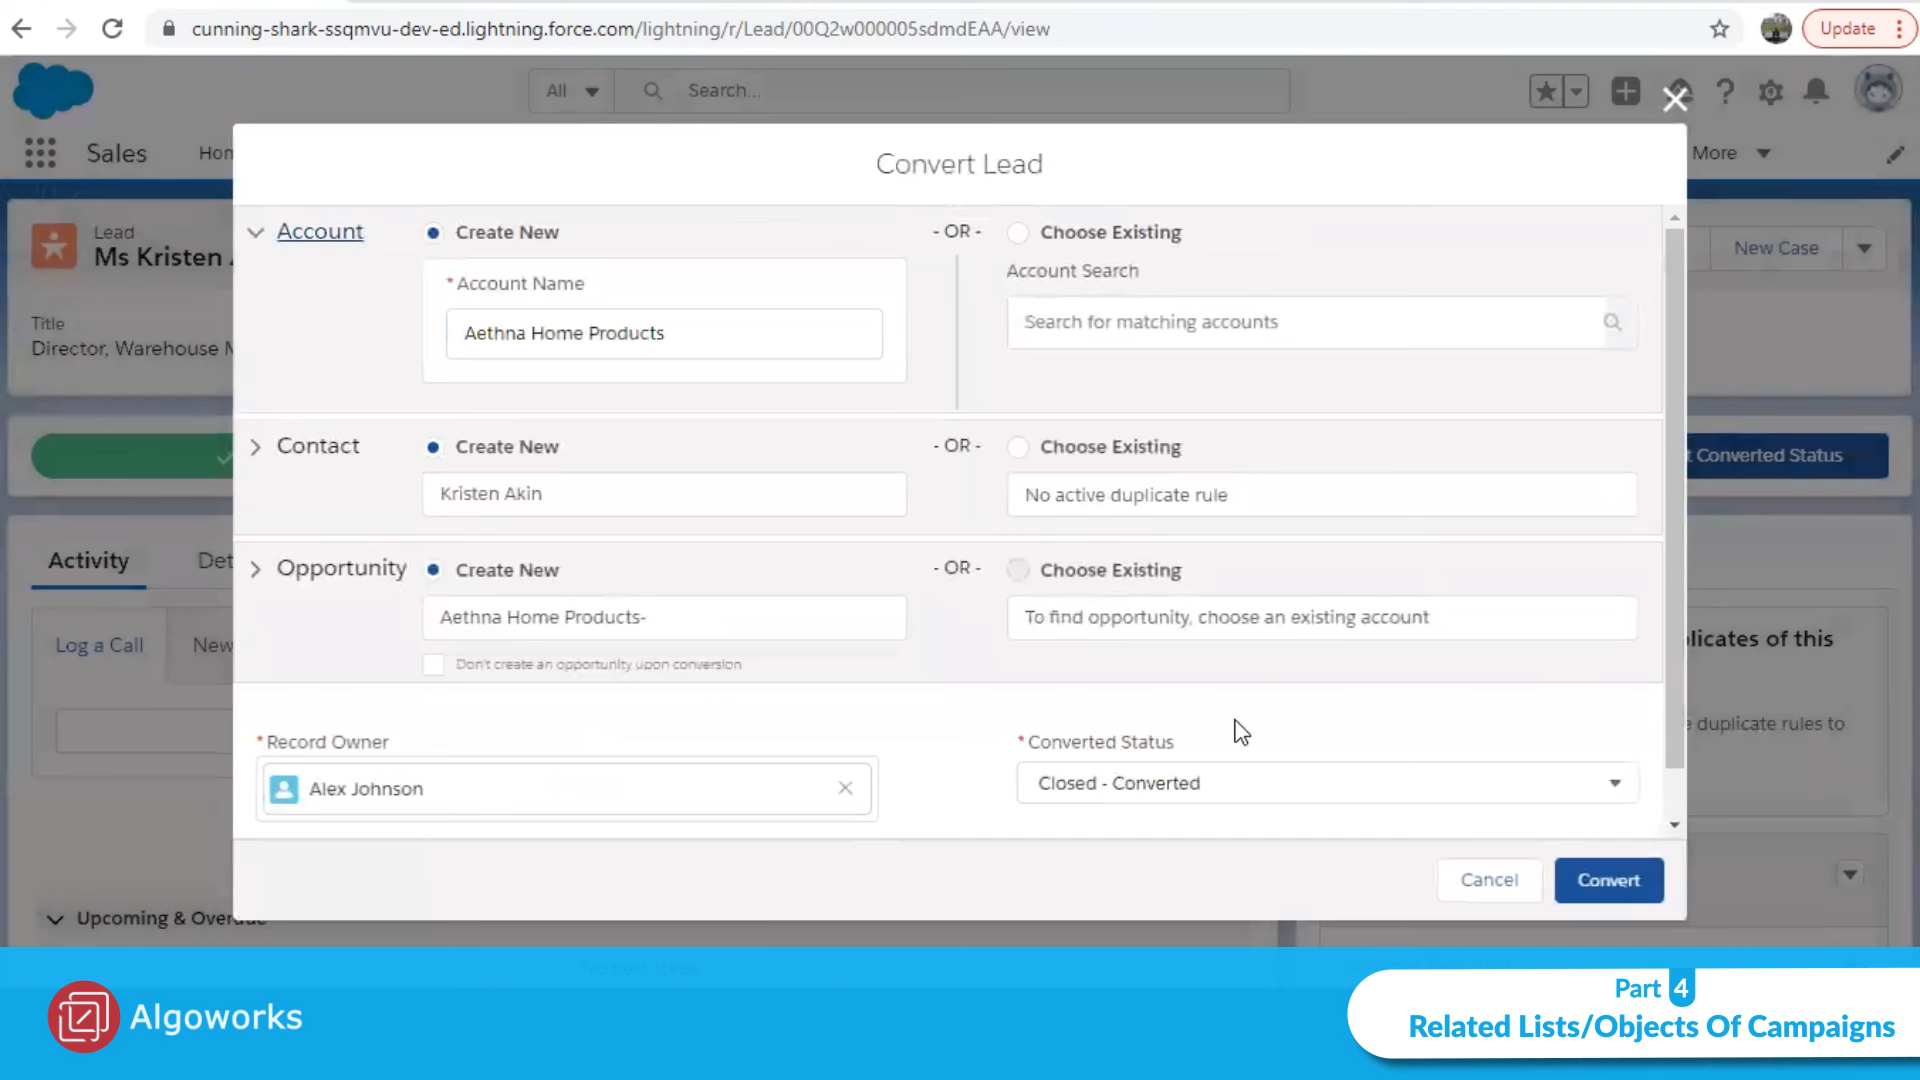 cunning-shark-ssqmvu-dev-ed.lightning.force.com/lightning/r/Lead/00Q2w000005sdmdEAA/view
Update
All
Search...
Sales
Hon
More
Convert Lead
Lead
Ms Kristen
New Case
Title
Director, Warehouse M
Account
Create New
- OR -
Choose Existing
* Account Name
Aethna Home Products
Account Search
Search for matching accounts
Contact
Create New
- OR -
Choose Existing
Kristen Akin
No active duplicate rule
t Converted Status
Opportunity
Create New
- OR -
Choose Existing
Aethna Home Products-
To find opportunity, choose an existing account
Don't create an opportunity upon conversion
Activity
Det
Log a Call
New
plicates of this
e duplicate rules to
* Record Owner
Alex Johnson
* Converted Status
Closed - Converted
Cancel
Convert
Upcoming & Overdue
No next steps
Algoworks
Part 4
Related Lists/Objects Of Campaigns